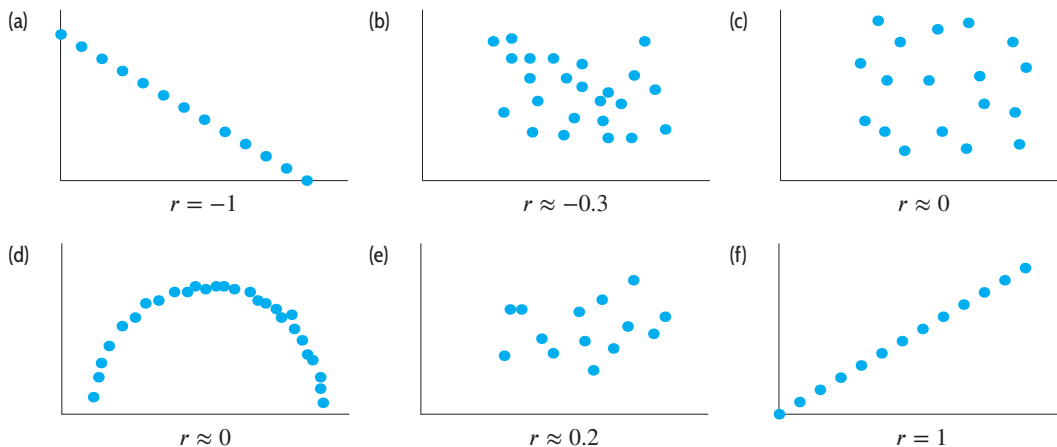 (a)
(b)
(c)
r = −1
r ≈ −0.3
r ≈ 0
(d)
(e)
(f)
r ≈ 0
r ≈ 0.2
r = 1